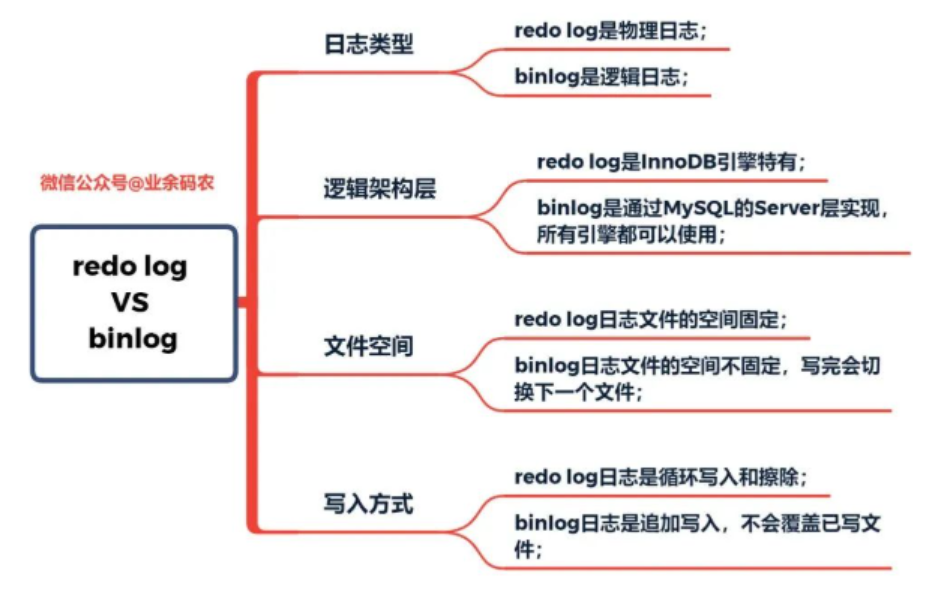 微信公众号@业余码农
redo log
VS
binlog
日志类型
redo log是物理日志；
binlog是逻辑日志；
逻辑架构层
redo log是InnoDB引擎特有；
binlog是通过MySQL的Server层实现，
所有引擎都可以使用；
文件空间
redo log日志文件的空间固定；
binlog日志文件的空间不固定，写完会切
换下一个文件；
写入方式
redo log日志是循环写入和擦除；
binlog日志是追加写入，不会覆盖已写文
件；